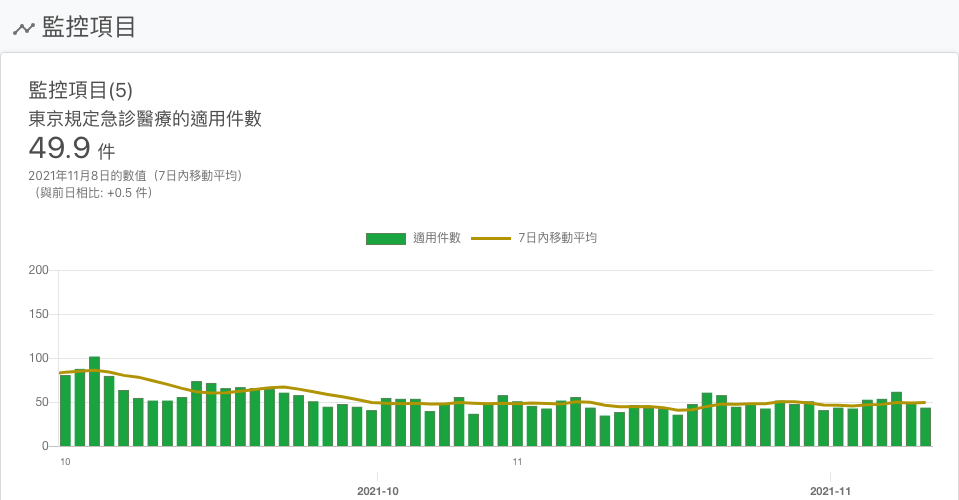 監控項目
監控項目(5)
東京規定急診醫療的適用件數
49.9 件
2021年11月8日的數值（7日內移動平均）
（與前日相比: +0.5 件）
適用件數 7日內移動平均
200
150
100
50
0
10 11
2021-10 2021-11